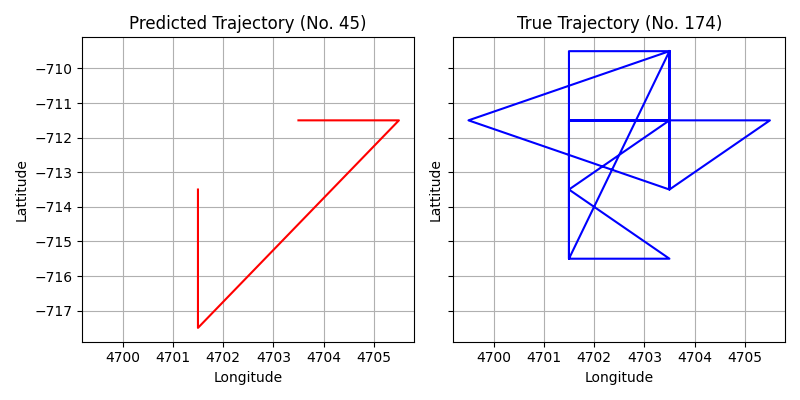 Predicted Trajectory (No. 45)
True Trajectory (No. 174)
Lattitude
−710
−711
−712
−713
−714
−715
−716
−717
4700 4701 4702 4703 4704 4705
Longitude
Lattitude
4700 4701 4702 4703 4704 4705
Longitude